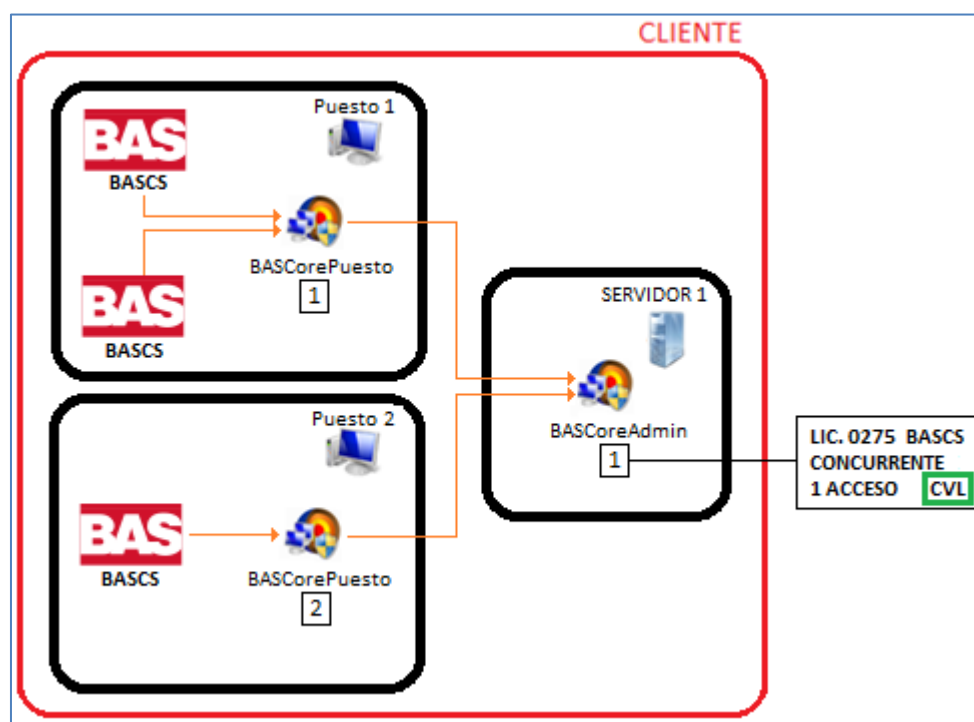 CLIENTE
Puesto 1
BAS
BASCS
BASCorePuesto
1
BAS
BASCS
Puesto 2
BAS
BASCS
BASCorePuesto
2
SERVIDOR 1
BASCoreAdmin
1
LIC. 0275 BASCS
CONCURRENTE
1 ACCESO CVL